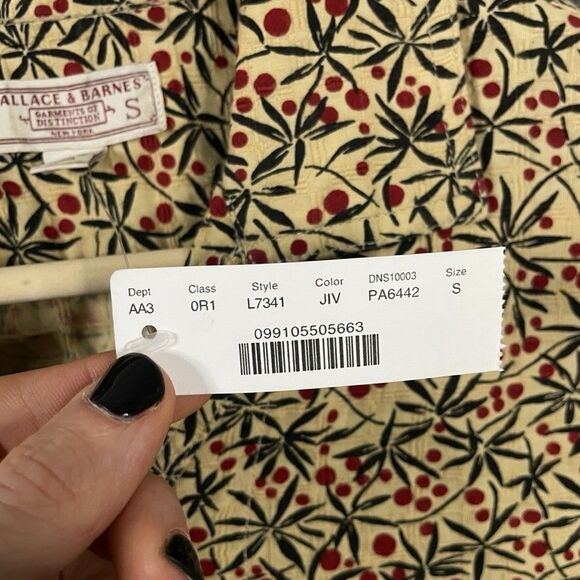 ALLACE & BARNES
GARMENTS OF
DISTINCTION
NEW YORK
S
Dept Class Style Color DNS10003 Size
AA3 0R1 L7341 JIV PA6442 S
099105505663